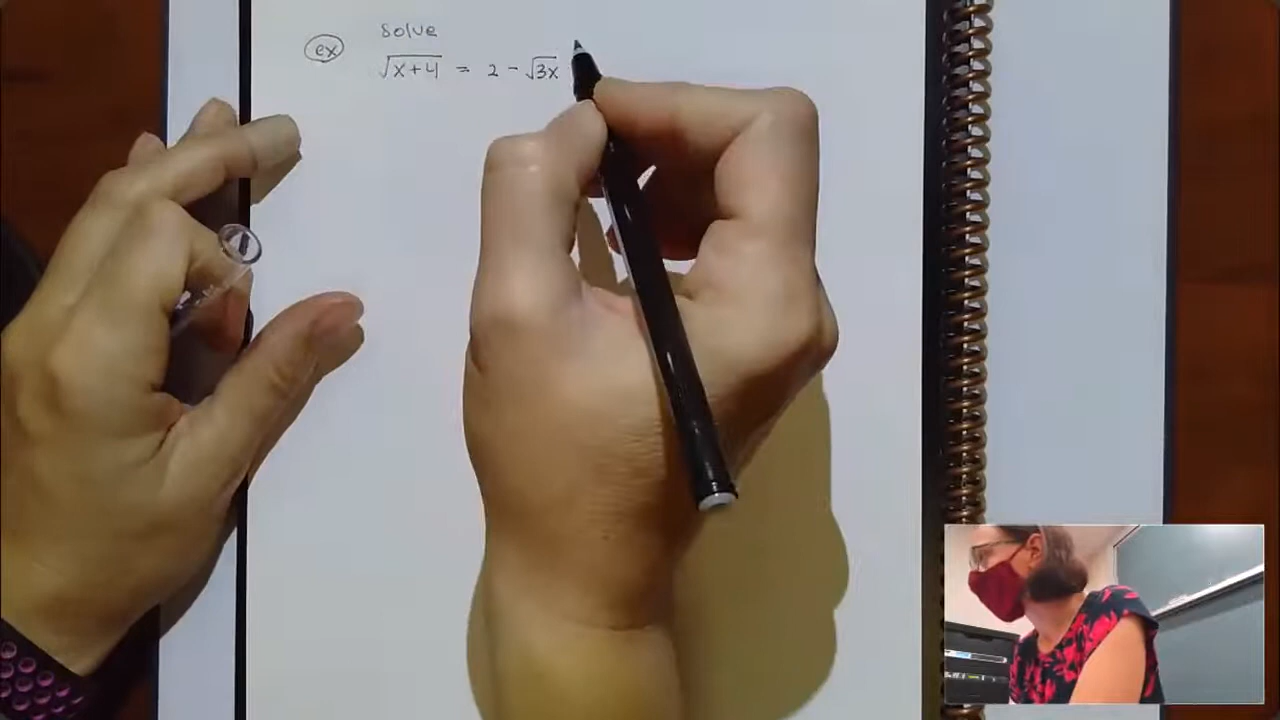 ex Solve
√x+4 = 2 - √3x